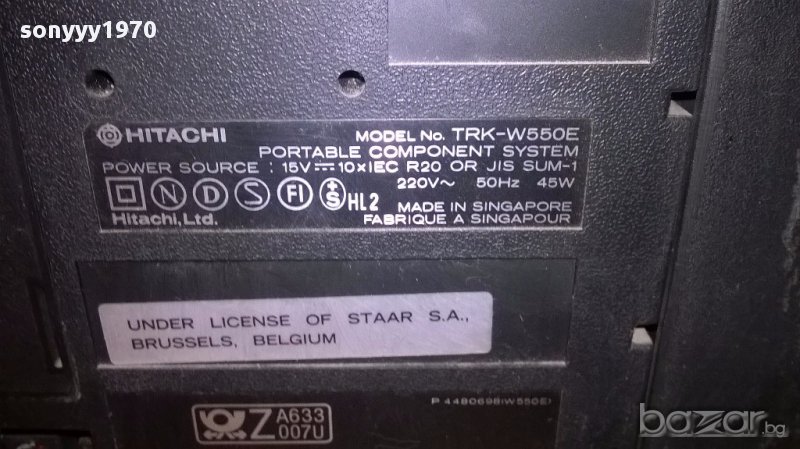 sonyyy1970
HITACHI MODEL No. TRK-W550E
PORTABLE COMPONENT SYSTEM
POWER SOURCE : 15V⎓ 10×IEC R20 OR JIS SUM-1
220V~ 50Hz 45W
N D S FI S HL2 MADE IN SINGAPORE
Hitachi, Ltd. FABRIQUE A SINGAPOUR
UNDER LICENSE OF STAAR S.A.,
BRUSSELS, BELGIUM
Z A633
007U
P 4480698(W550E)
bazar.bg